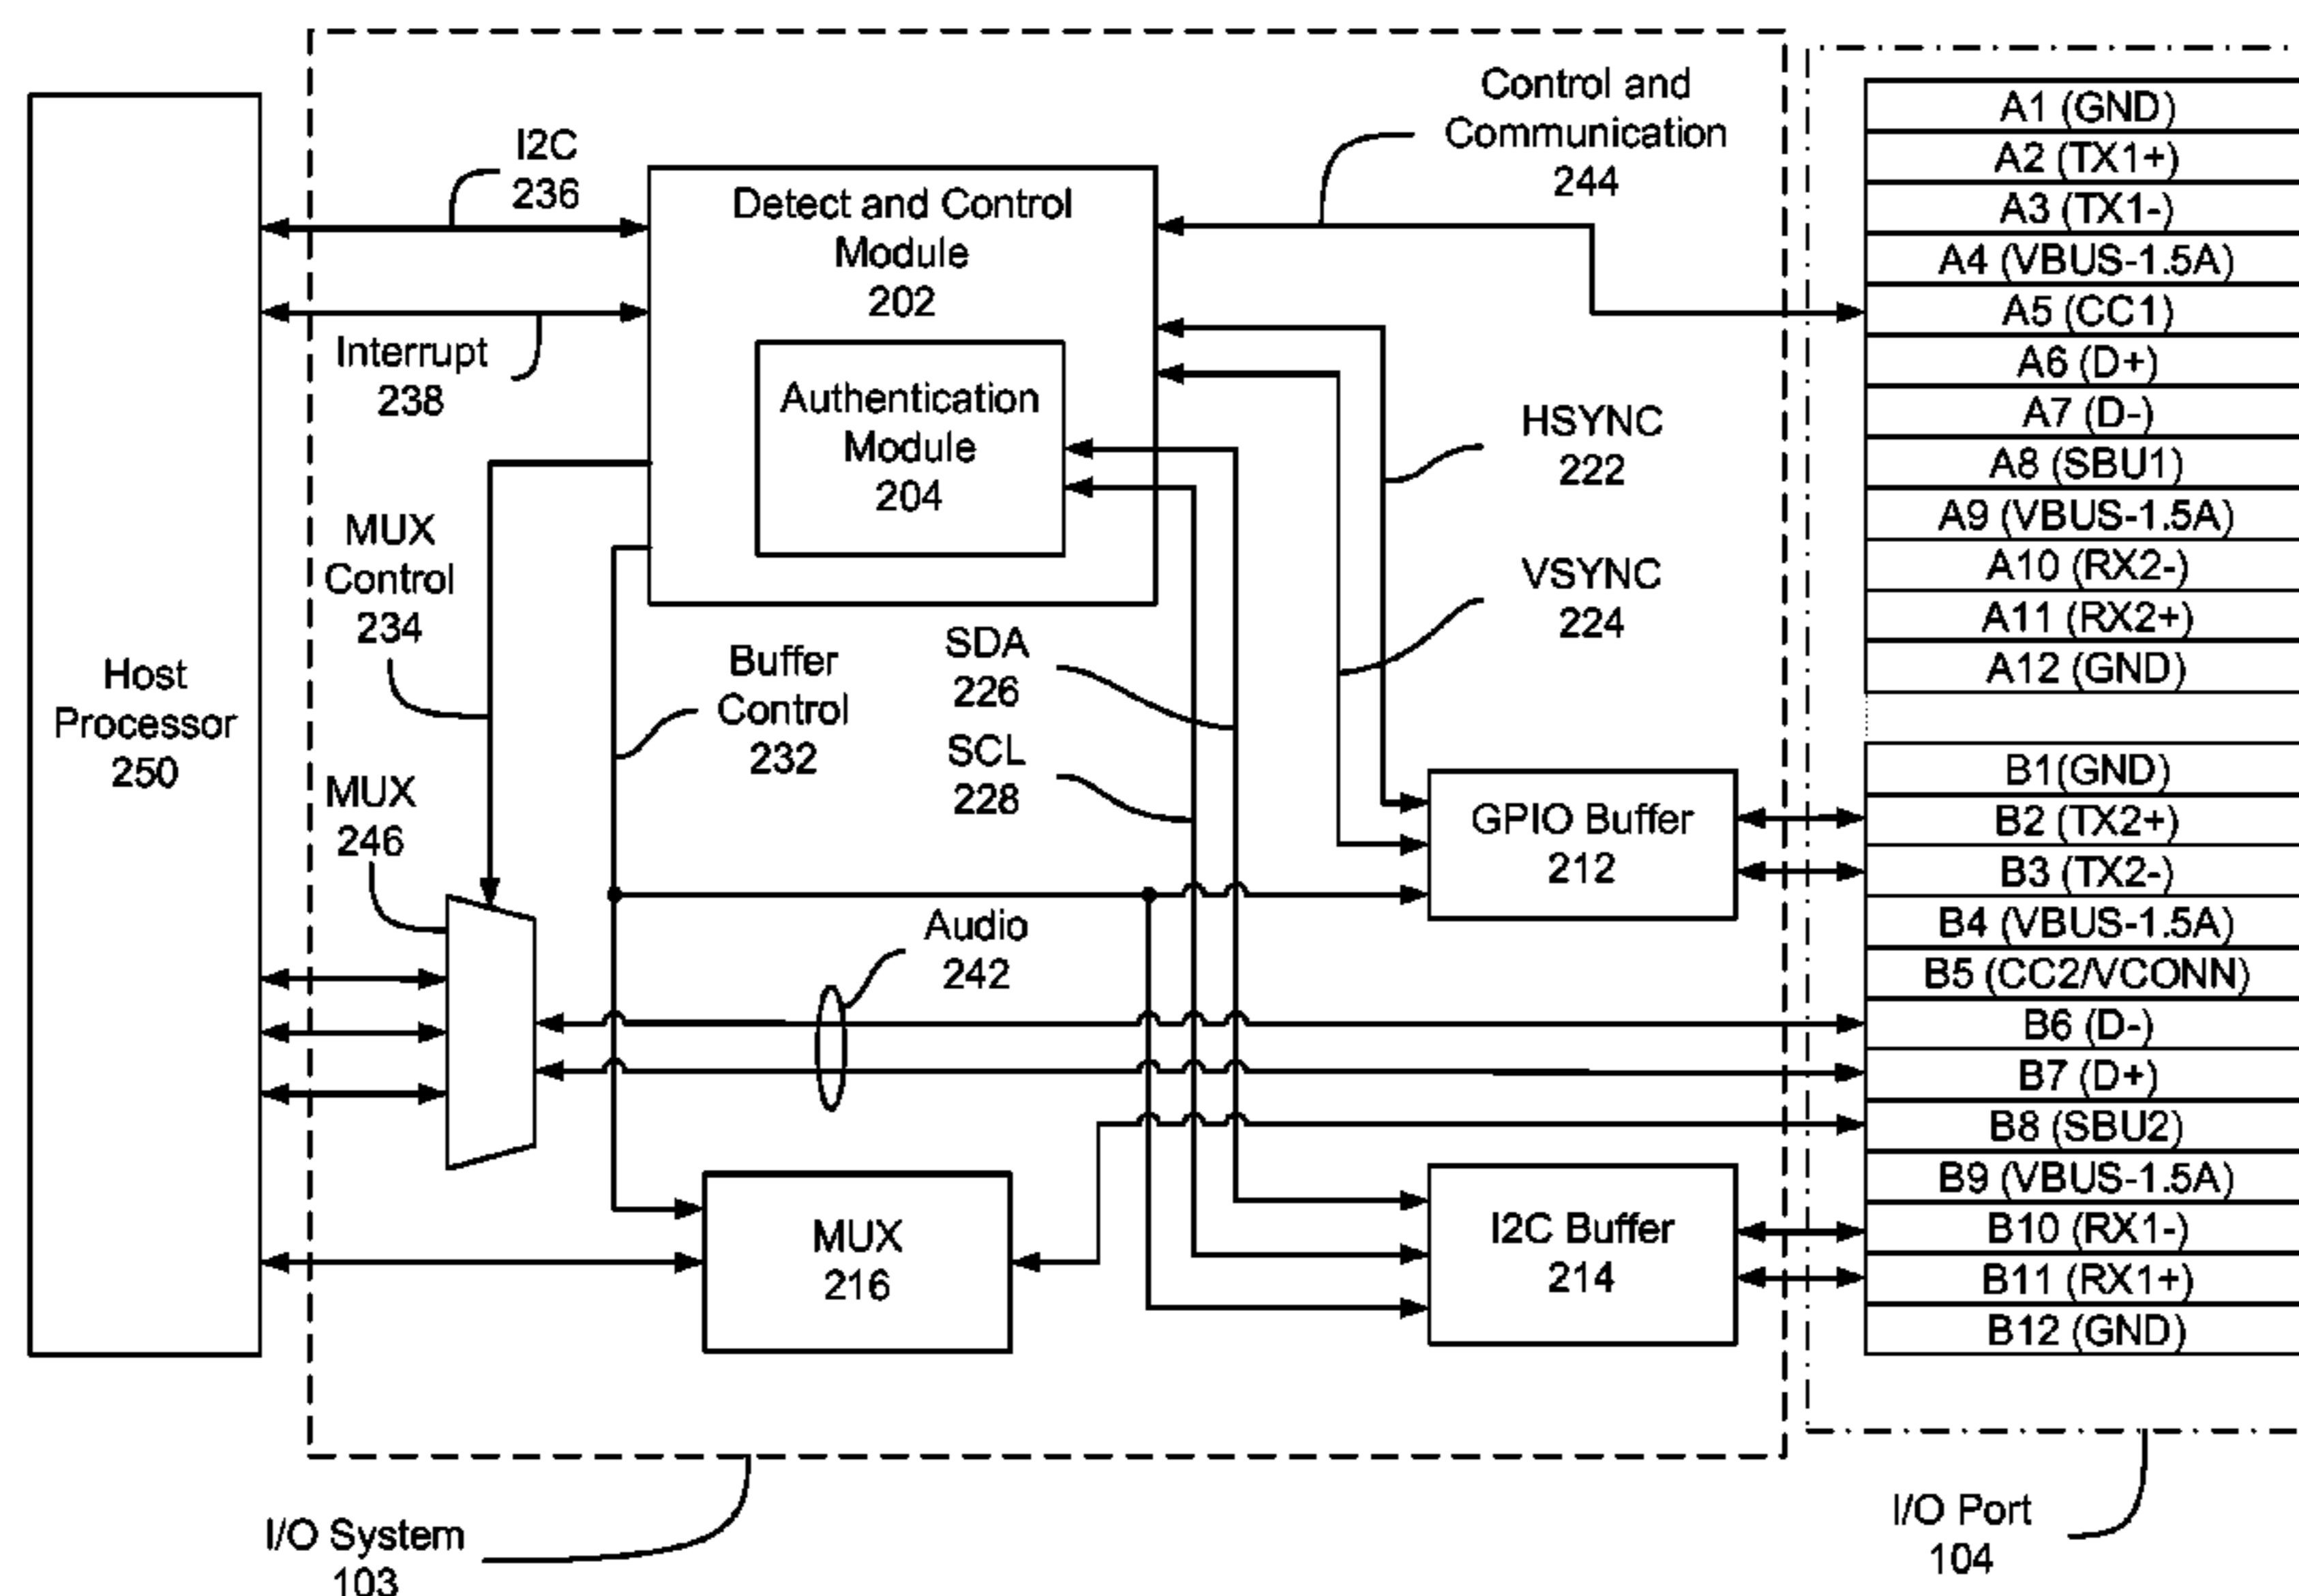 Host
Processor
250
I2C
236
Interrupt
238
MUX
Control
234
MUX
246
Detect and Control
Module
202
Authentication
Module
204
Buffer
Control
232
SDA
226
SCL
228
Audio
242
MUX
216
Control and
Communication
244
HSYNC
222
VSYNC
224
GPIO Buffer
212
I2C Buffer
214
A1 (GND)
A2 (TX1+)
A3 (TX1-)
A4 (VBUS-1.5A)
A5 (CC1)
A6 (D+)
A7 (D-)
A8 (SBU1)
A9 (VBUS-1.5A)
A10 (RX2-)
A11 (RX2+)
A12 (GND)
B1(GND)
B2 (TX2+)
B3 (TX2-)
B4 (VBUS-1.5A)
B5 (CC2/VCONN)
B6 (D-)
B7 (D+)
B8 (SBU2)
B9 (VBUS-1.5A)
B10 (RX1-)
B11 (RX1+)
B12 (GND)
I/O System
103
I/O Port
104